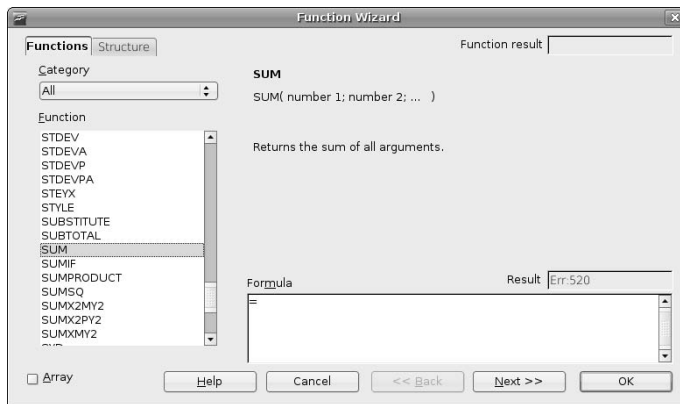 Function Wizard
Functions
Structure
Function result
Category
All
Function
STDEV
STDEVA
STDEVP
STDEVPA
STEYX
STYLE
SUBSTITUTE
SUBTOTAL
SUM
SUMIF
SUMPRODUCT
SUMSQ
SUMX2MY2
SUMX2PY2
SUMXMY2
SUM
SUM( number 1; number 2; ... )
Returns the sum of all arguments.
Formula
Result
Err:520
=
Array
Help
Cancel
<< Back
Next >>
OK